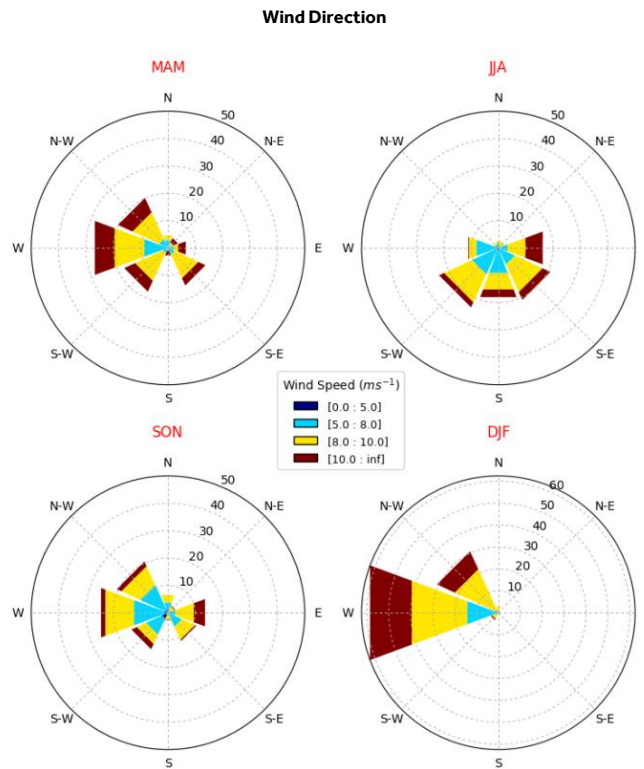 Wind Direction
MAM
N
N-E
E
S-E
S
S-W
W
N-W
10
20
30
40
50
JJA
N
N-E
E
S-E
S
S-W
W
N-W
10
20
30
40
50
Wind Speed (ms⁻¹)
[0.0 : 5.0]
[5.0 : 8.0]
[8.0 : 10.0]
[10.0 : inf]
SON
N
N-E
E
S-E
S
S-W
W
N-W
10
20
30
40
50
DJF
N
N-E
E
S-E
S
S-W
W
N-W
10
20
30
40
50
60